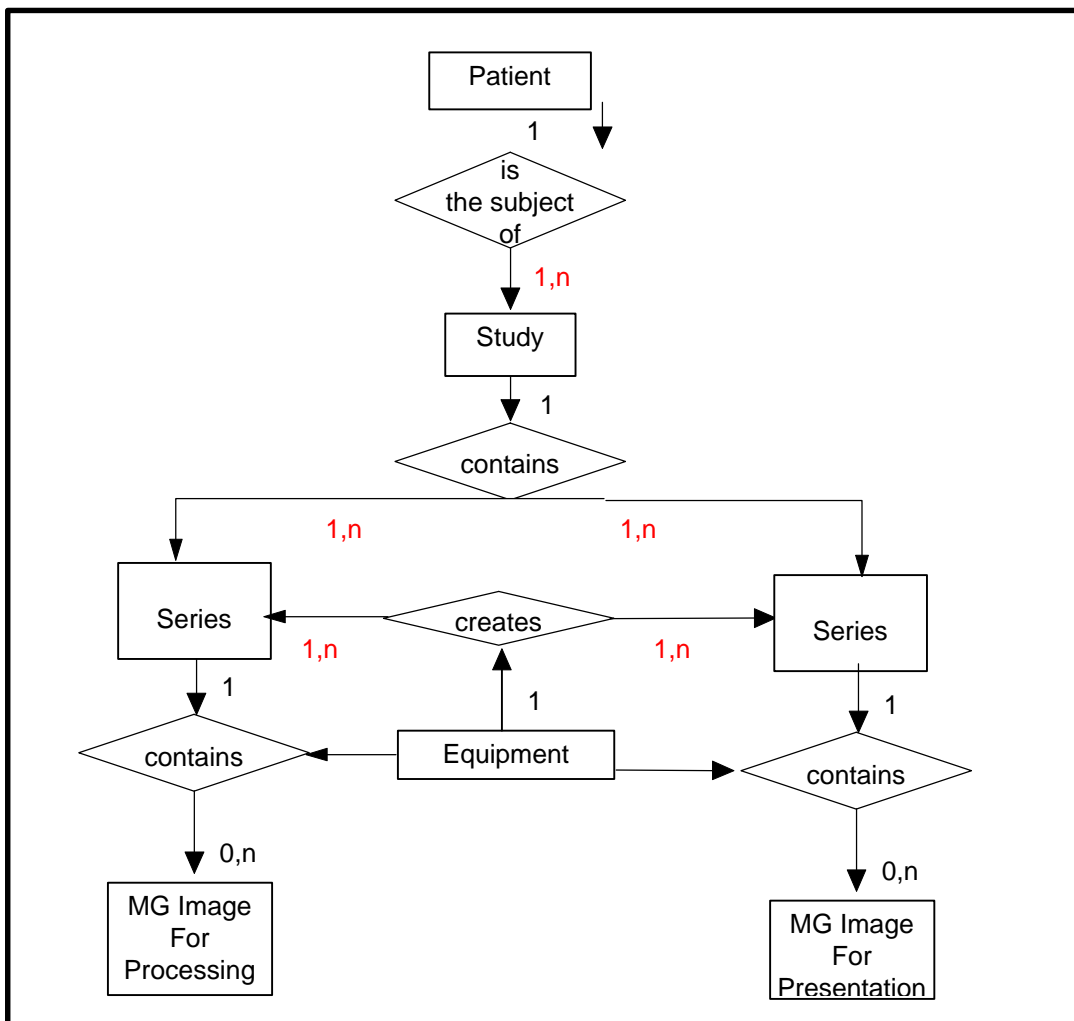 Patient
1
is
the subject
of
1,n
Study
1
contains
1,n
1,n
Series
creates
Series
1,n
1,n
1
1
1
contains
Equipment
contains
0,n
0,n
MG Image
For
Processing
MG Image
For
Presentation